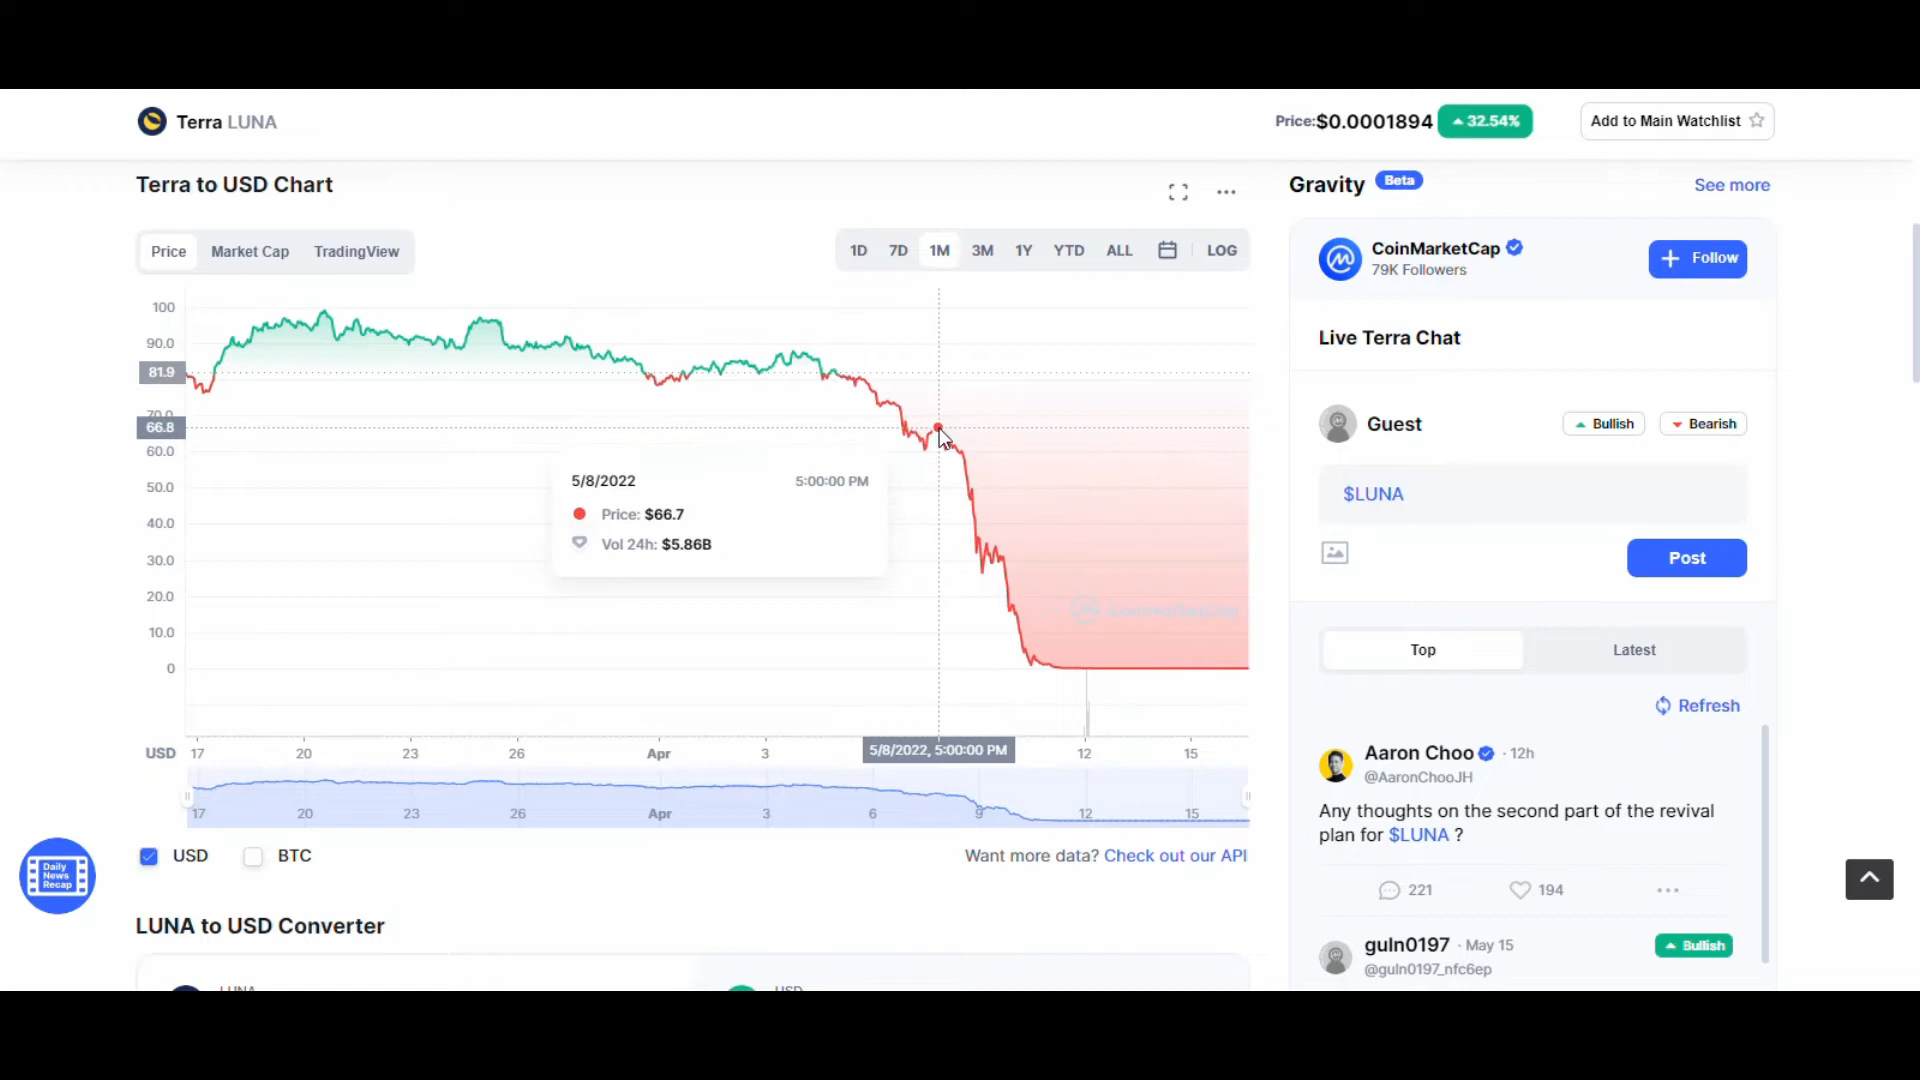 Terra LUNA
Price:$0.0001894 32.54%
Add to Main Watchlist
Terra to USD Chart
Price Market Cap TradingView
1D 7D 1M 3M 1Y YTD ALL LOG
100
90.0
81.9
70.0
66.8
60.0
50.0
40.0
30.0
20.0
10.0
0
5/8/2022 5:00:00 PM
Price: $66.7
Vol 24h: $5.86B
CoinMarketCap
USD 17 20 23 26 Apr 3 5/8/2022, 5:00:00 PM 12 15
17 20 23 26 Apr 3 6 9 12 15
USD BTC
Want more data? Check out our API
Daily
News
Recap
LUNA to USD Converter
LUNA USD
Gravity Beta See more
CoinMarketCap
79K Followers
Follow
Live Terra Chat
Guest
Bullish Bearish
$LUNA
Post
Top Latest
Refresh
Aaron Choo · 12h
@AaronChooJH
Any thoughts on the second part of the revival
plan for $LUNA ?
221 194
guln0197 · May 15
Bullish
@guln0197_nfc6ep